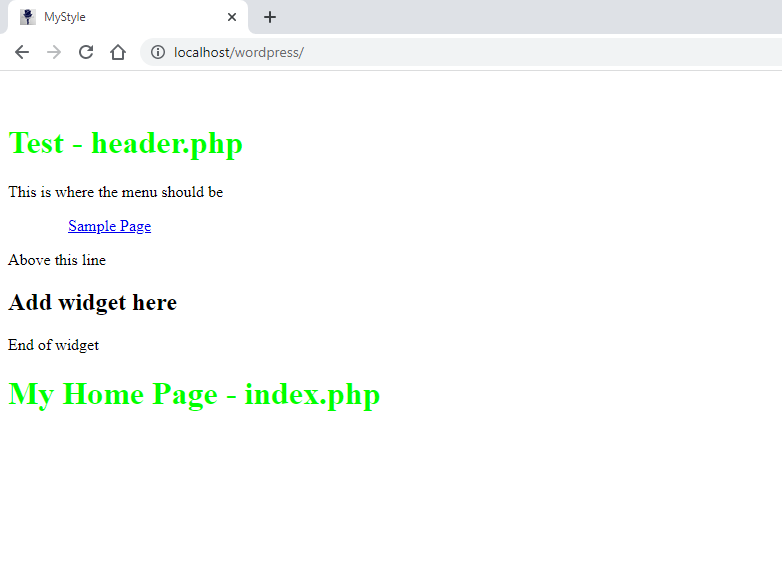 MyStyle
localhost/wordpress/
Test - header.php
This is where the menu should be
Sample Page
Above this line
Add widget here
End of widget
My Home Page - index.php